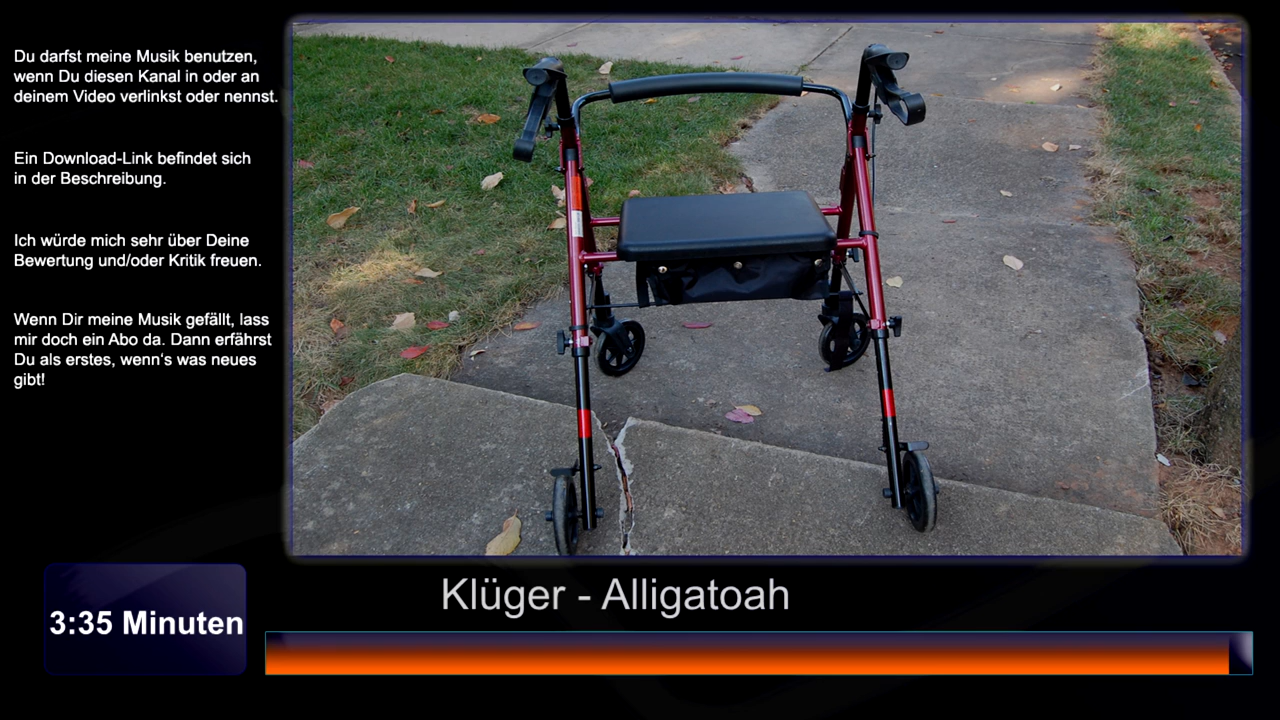 Du darfst meine Musik benutzen,
wenn Du diesen Kanal in oder an
deinem Video verlinkst oder nennst.
Ein Download-Link befindet sich
in der Beschreibung.
Ich würde mich sehr über Deine
Bewertung und/oder Kritik freuen.
Wenn Dir meine Musik gefällt, lass
mir doch ein Abo da. Dann erfährst
Du als erstes, wenn's was neues
gibt!
3:35 Minuten
Klüger - Alligatoah